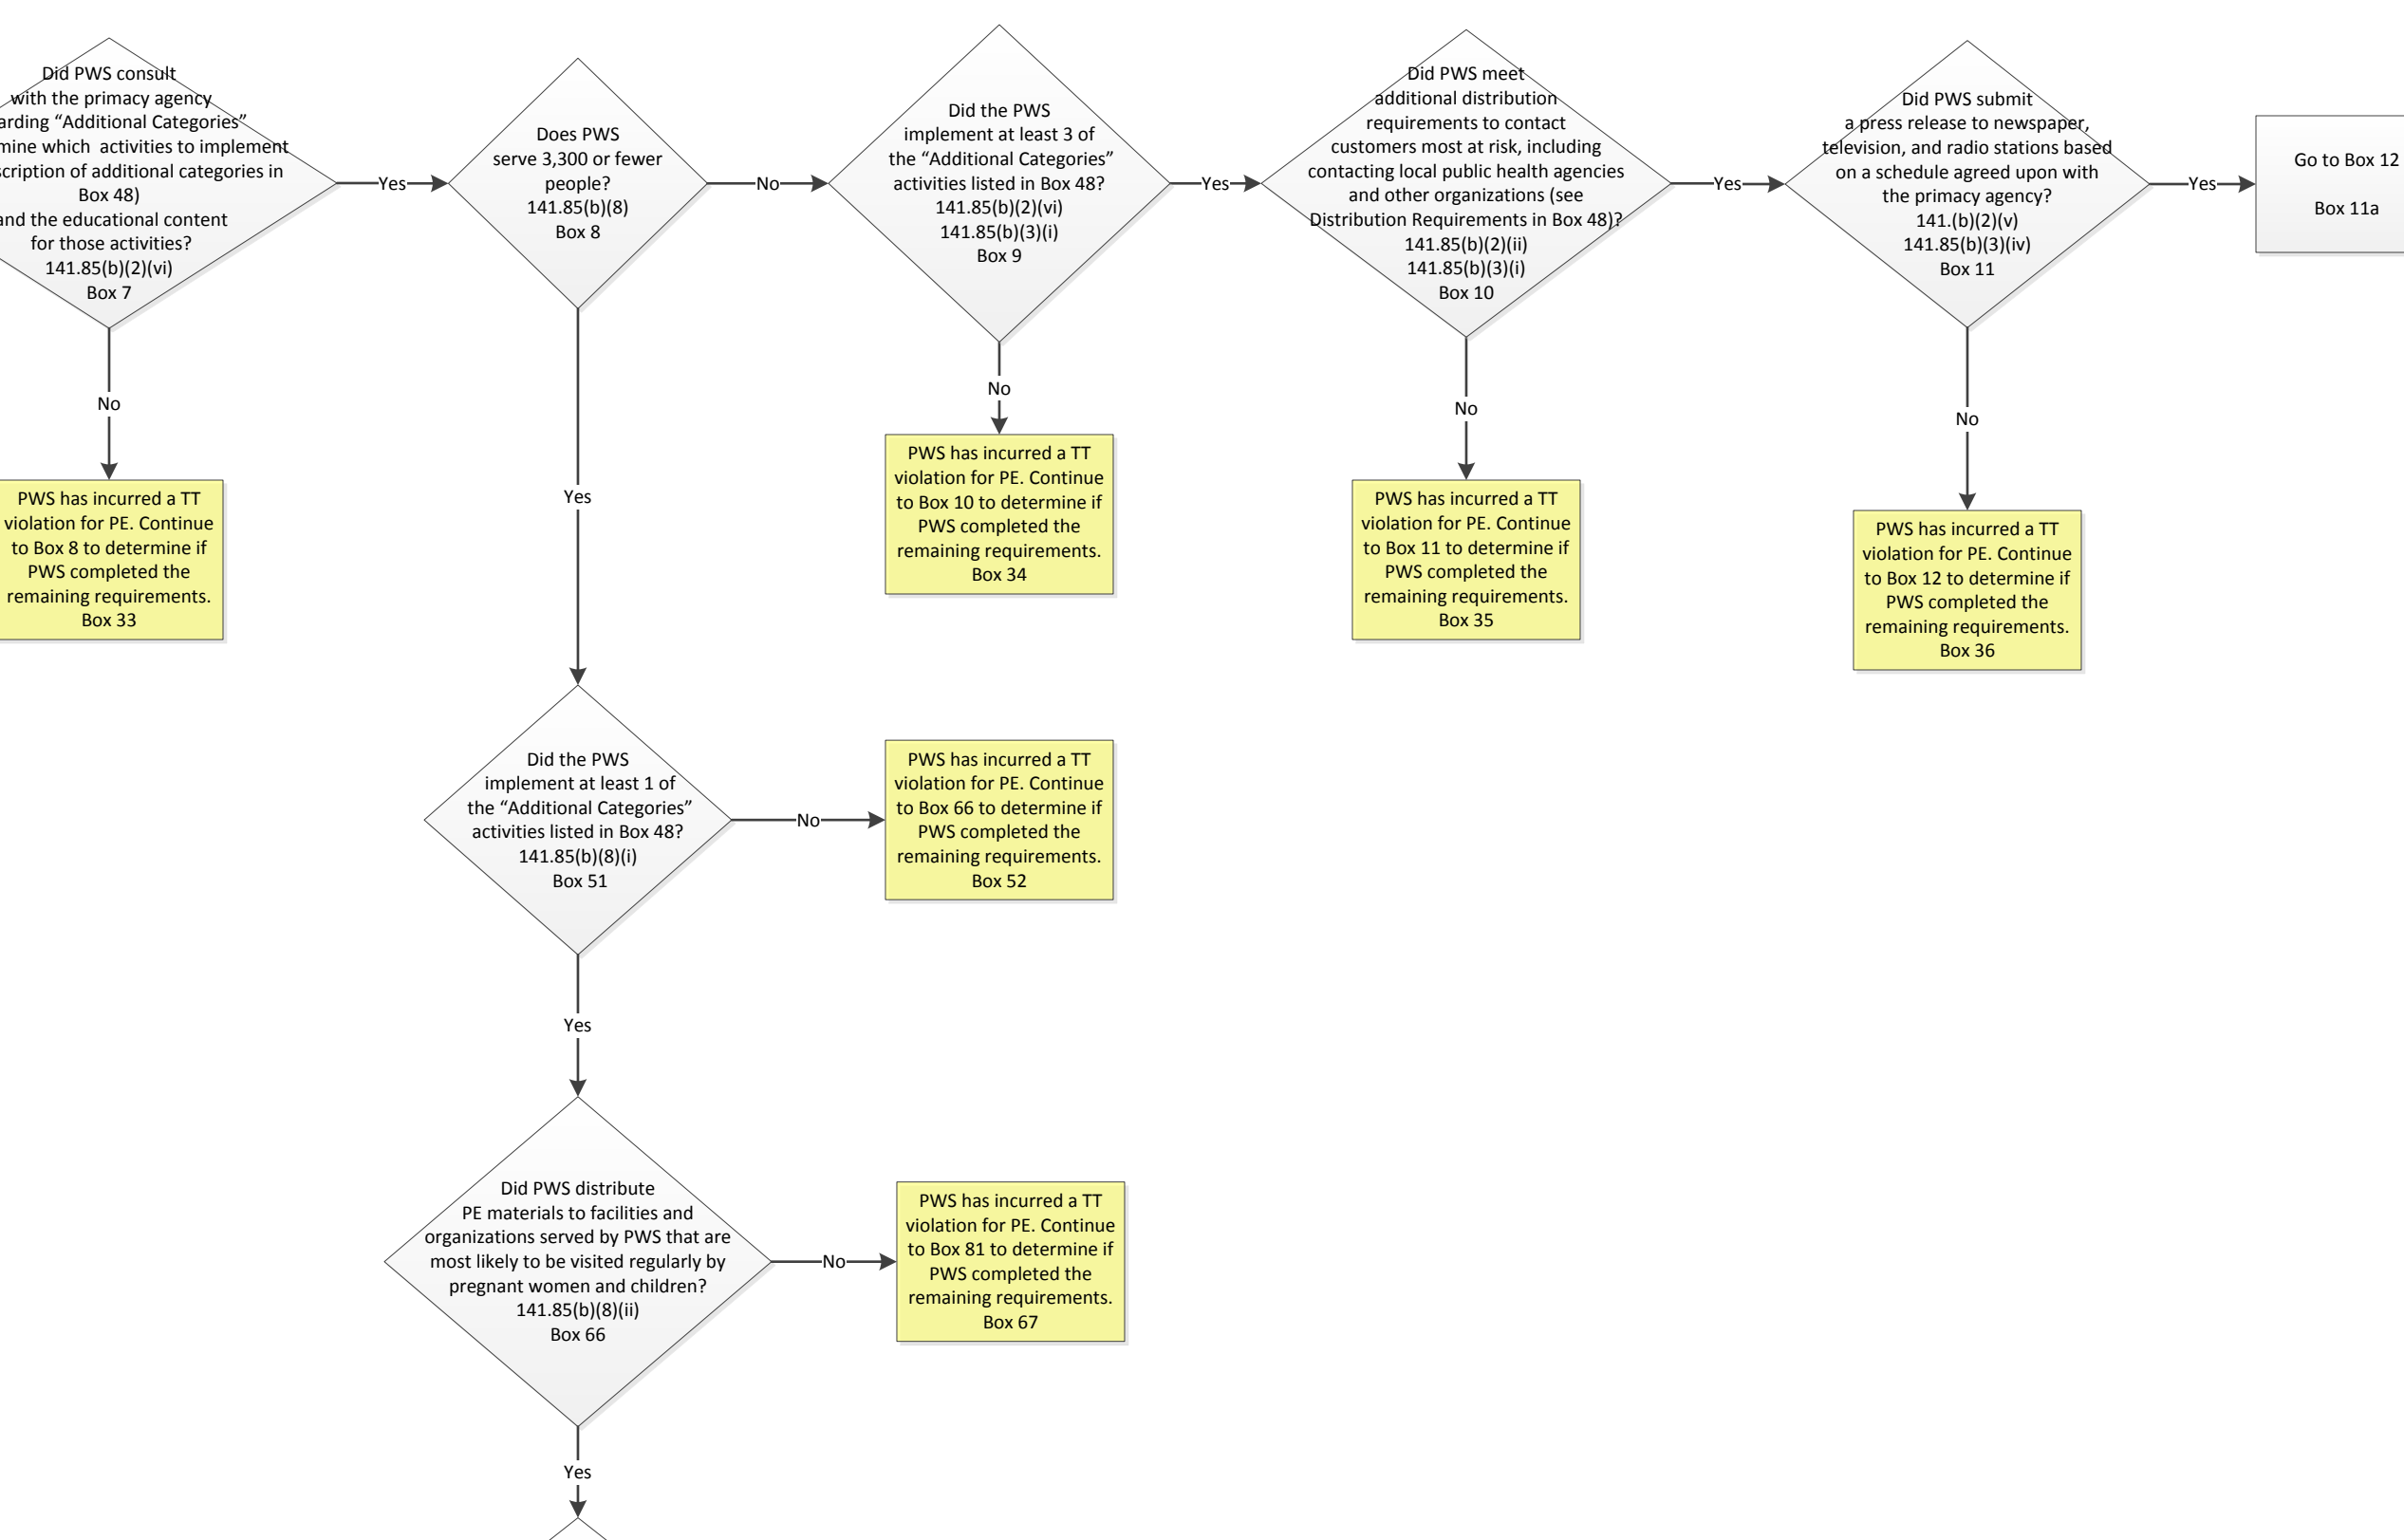 Did PWS consult
with the primacy agency
“Additional Categories”
which activities to implement
of additional categories in
Box 48)
and the educational content
for those activities?
141.85(b)(2)(vi)
Box 7
Yes
Does PWS
serve 3,300 or fewer
people?
141.85(b)(8)
Box 8
No
Did the PWS
implement at least 3 of
the “Additional Categories”
activities listed in Box 48?
141.85(b)(2)(vi)
141.85(b)(3)(i)
Box 9
Yes
Did PWS meet
additional distribution
requirements to contact
customers most at risk, including
contacting local public health agencies
and other organizations (see
Distribution Requirements in Box 48)?
141.85(b)(2)(ii)
141.85(b)(3)(i)
Box 10
Yes
Did PWS submit
a press release to newspaper,
television, and radio stations based
on a schedule agreed upon with
the primacy agency?
141.(b)(2)(v)
141.85(b)(3)(iv)
Box 11
Yes
Go to Box 12
Box 11a
No
PWS has incurred a TT
violation for PE. Continue
to Box 8 to determine if
PWS completed the
remaining requirements.
Box 33
Yes
No
PWS has incurred a TT
violation for PE. Continue
to Box 10 to determine if
PWS completed the
remaining requirements.
Box 34
No
PWS has incurred a TT
violation for PE. Continue
to Box 11 to determine if
PWS completed the
remaining requirements.
Box 35
No
PWS has incurred a TT
violation for PE. Continue
to Box 12 to determine if
PWS completed the
remaining requirements.
Box 36
Did the PWS
implement at least 1 of
the “Additional Categories”
activities listed in Box 48?
141.85(b)(8)(i)
Box 51
No
PWS has incurred a TT
violation for PE. Continue
to Box 66 to determine if
PWS completed the
remaining requirements.
Box 52
Yes
Did PWS distribute
PE materials to facilities and
organizations served by PWS that are
most likely to be visited regularly by
pregnant women and children?
141.85(b)(8)(ii)
Box 66
No
PWS has incurred a TT
violation for PE. Continue
to Box 81 to determine if
PWS completed the
remaining requirements.
Box 67
Yes